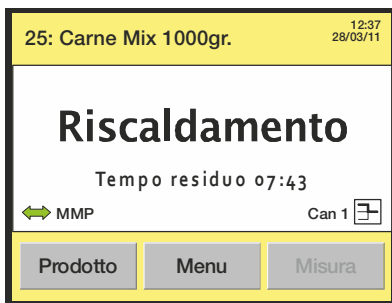 25: Carne Mix 1000gr.
12:37
28/03/11
Riscaldamento
Tempo residuo 07:43
MMP
Can 1
Prodotto
Menu
Misura